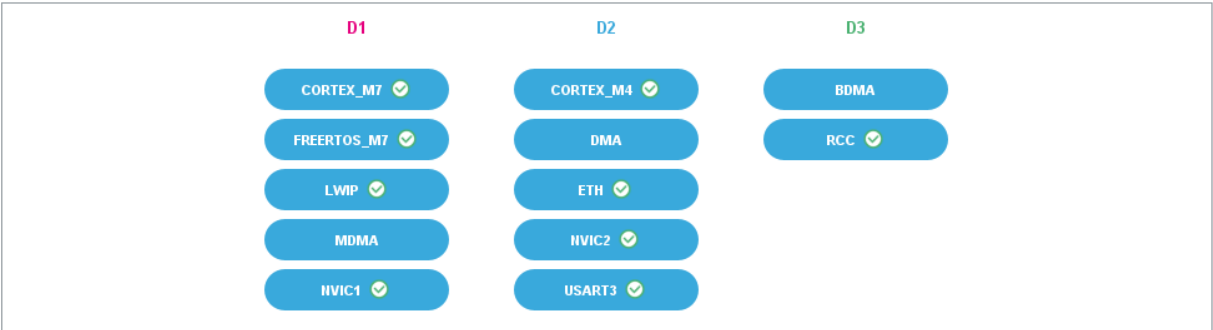 D1 D2 D3
CORTEX_M7 CORTEX_M4 BDMA
FREERTOS_M7 DMA RCC
LWIP ETH
MDMA NVIC2
NVIC1 USART3